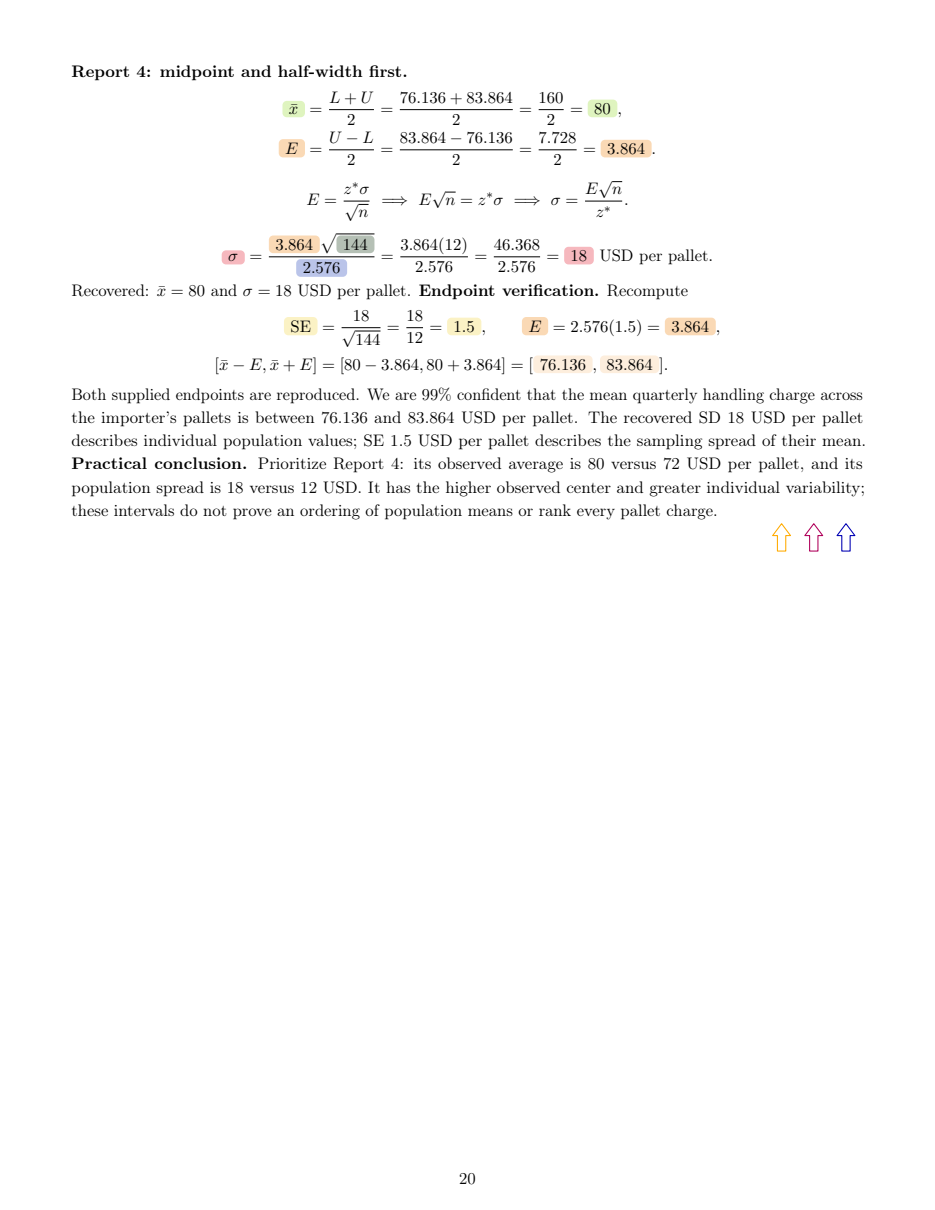 Report 4: midpoint and half-width first.
x̄ = (L + U)/2 = (76.136 + 83.864)/2 = 160/2 = 80,
E = (U − L)/2 = (83.864 − 76.136)/2 = 7.728/2 = 3.864.
E = z*σ/√n ⟹ E√n = z*σ ⟹ σ = E√n/z*.
σ = 3.864 √144/2.576 = 3.864(12)/2.576 = 46.368/2.576 = 18 USD per pallet.
Recovered: x̄ = 80 and σ = 18 USD per pallet. Endpoint verification. Recompute
SE = 18/√144 = 18/12 = 1.5, E = 2.576(1.5) = 3.864,
[x̄ − E, x̄ + E] = [80 − 3.864, 80 + 3.864] = [ 76.136 , 83.864 ].
Both supplied endpoints are reproduced. We are 99% confident that the mean quarterly handling charge across
the importer's pallets is between 76.136 and 83.864 USD per pallet. The recovered SD 18 USD per pallet
describes individual population values; SE 1.5 USD per pallet describes the sampling spread of their mean.
Practical conclusion. Prioritize Report 4: its observed average is 80 versus 72 USD per pallet, and its
population spread is 18 versus 12 USD. It has the higher observed center and greater individual variability;
these intervals do not prove an ordering of population means or rank every pallet charge.
20